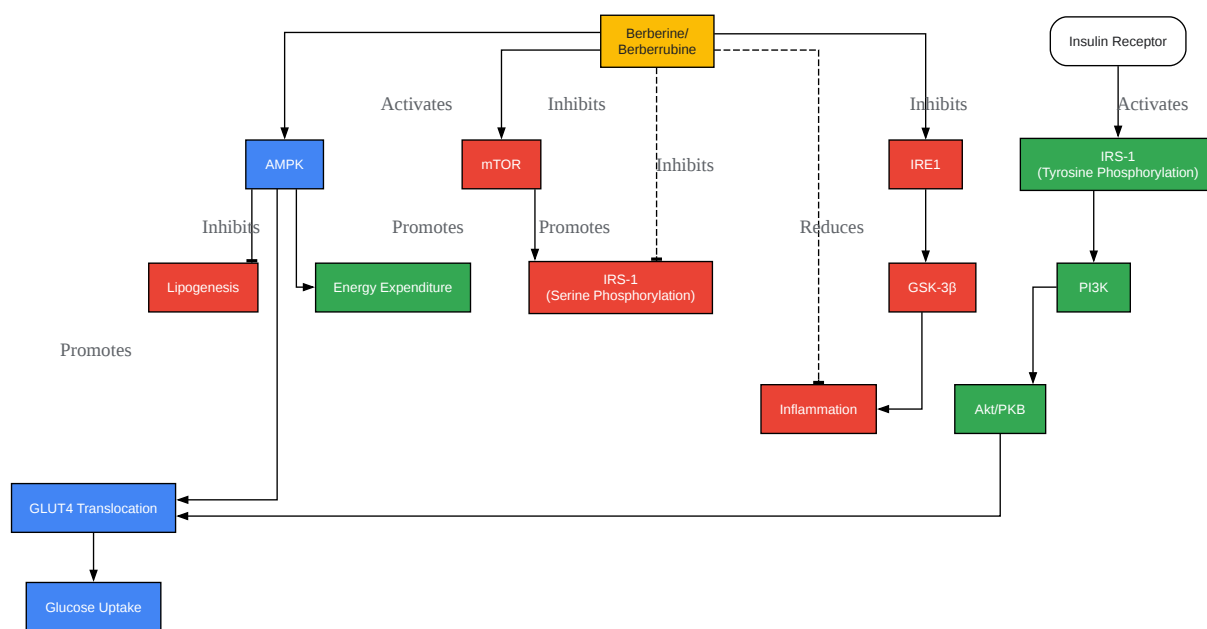 Berberine/
Berberrubine
Insulin Receptor
Activates
Inhibits
Inhibits
Activates
AMPK
mTOR
Inhibits
IRE1
IRS-1
(Tyrosine Phosphorylation)
Inhibits
Promotes
Promotes
Reduces
Lipogenesis
Energy Expenditure
IRS-1
(Serine Phosphorylation)
GSK-3β
PI3K
Promotes
Inflammation
Akt/PKB
GLUT4 Translocation
Glucose Uptake